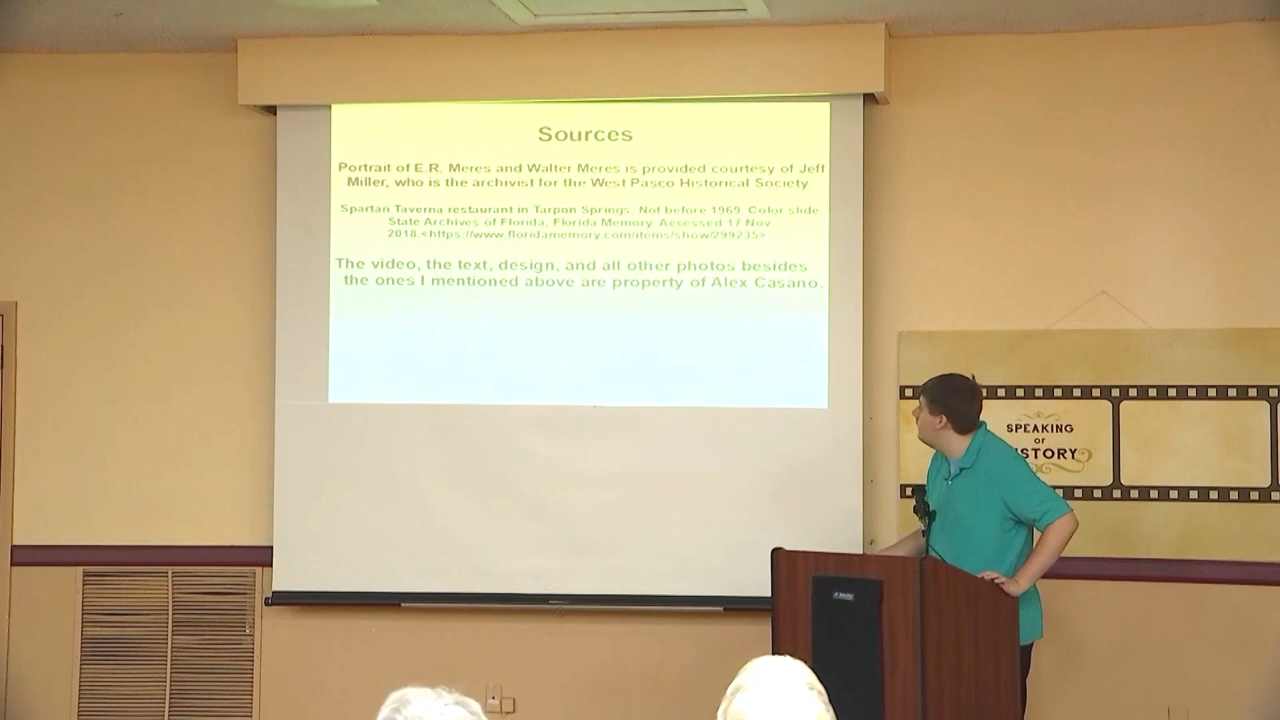 Sources
Portrait of E.R. Meres and Walter Meres is provided courtesy of Jeff
Miller, who is the archivist for the West Pasco Historical Society.
Spartan Taverna restaurant in Tarpon Springs. Not before 1969. Color slide.
State Archives of Florida, Florida Memory. Accessed 17 Nov.
2018.<https://www.floridamemory.com/items/show/299235>.
The video, the text, design, and all other photos besides
the ones I mentioned above are property of Alex Casano.
SPEAKING
OF
ISTORY